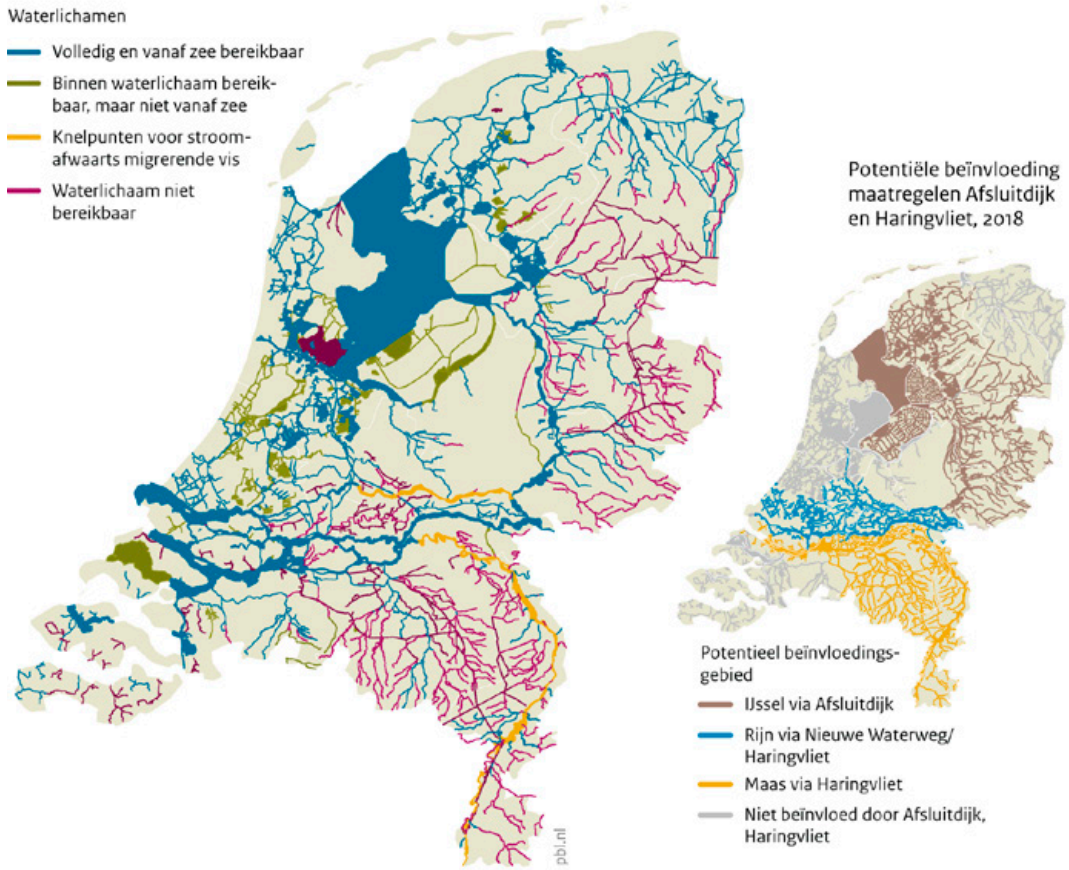 Waterlichamen
Volledig en vanaf zee bereikbaar
Binnen waterlichaam bereik-
baar, maar niet vanaf zee
Knelpunten voor stroom-
afwaarts migrerende vis
Waterlichaam niet
bereikbaar
Potentiële beïnvloeding
maatregelen Afsluitdijk
en Haringvliet, 2018
Potentieel beïnvloedings-
gebied
IJssel via Afsluitdijk
Rijn via Nieuwe Waterweg/
Haringvliet
Maas via Haringvliet
Niet beïnvloed door Afsluitdijk,
Haringvliet
pbl.nl